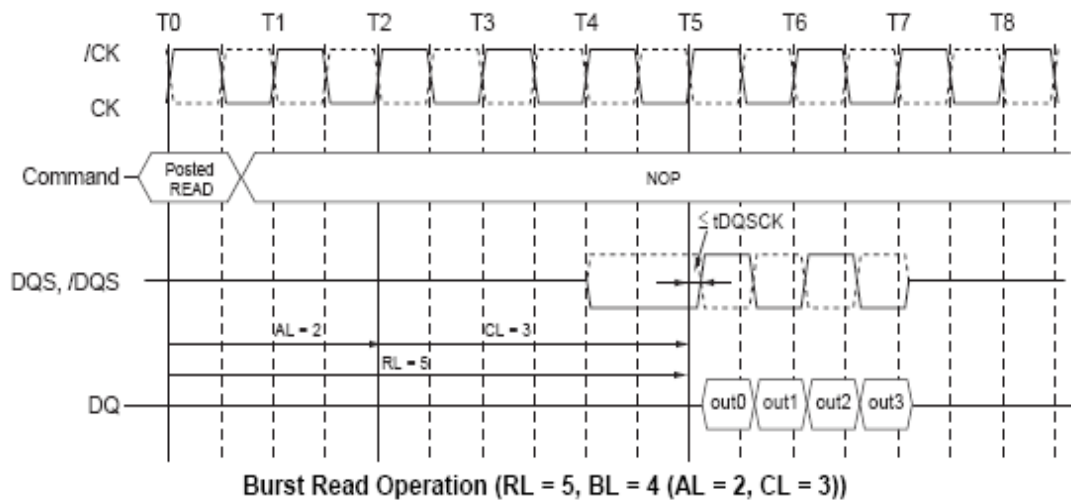 T0 T1 T2 T3 T4 T5 T6 T7 T8
/CK
CK
Command
Posted
READ
NOP
≤ tDQSCK
DQS, /DQS
AL = 2
CL = 3
RL = 5
DQ
out0 out1 out2 out3
Burst Read Operation (RL = 5, BL = 4 (AL = 2, CL = 3))